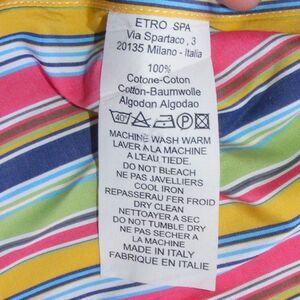 ETRO SPA
Via Spartaco , 3
20135 Milano - Italia
100%
Cotone-Coton
Cotton-Baumwolle
Algodon Algodao
40°
MACHINE WASH WARM
LAVER A LA MACHINE
A L'EAU TIEDE.
DO NOT BLEACH
NE PAS JAVELLIERS
COOL IRON
REPASSERAU FER FROID
DRY CLEAN
NETTOAYER A SEC
DO NOT TUMBLE DRY
NE PAS SECHER A
LA MACHINE
MADE IN ITALY
FABRIQUE EN ITALIE